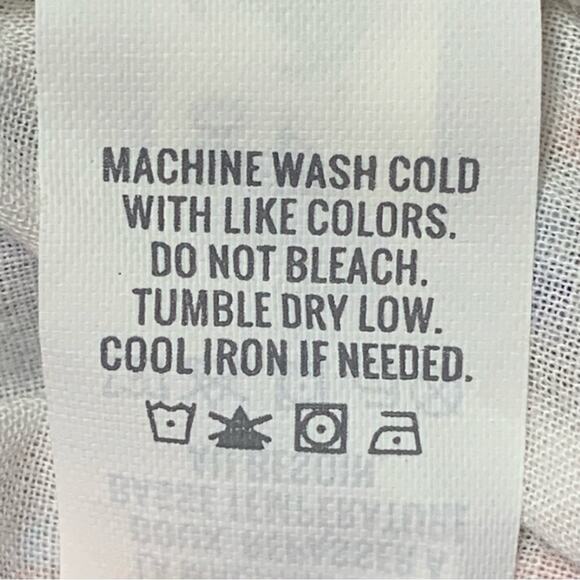 MACHINE WASH COLD
WITH LIKE COLORS.
DO NOT BLEACH.
TUMBLE DRY LOW.
COOL IRON IF NEEDED.